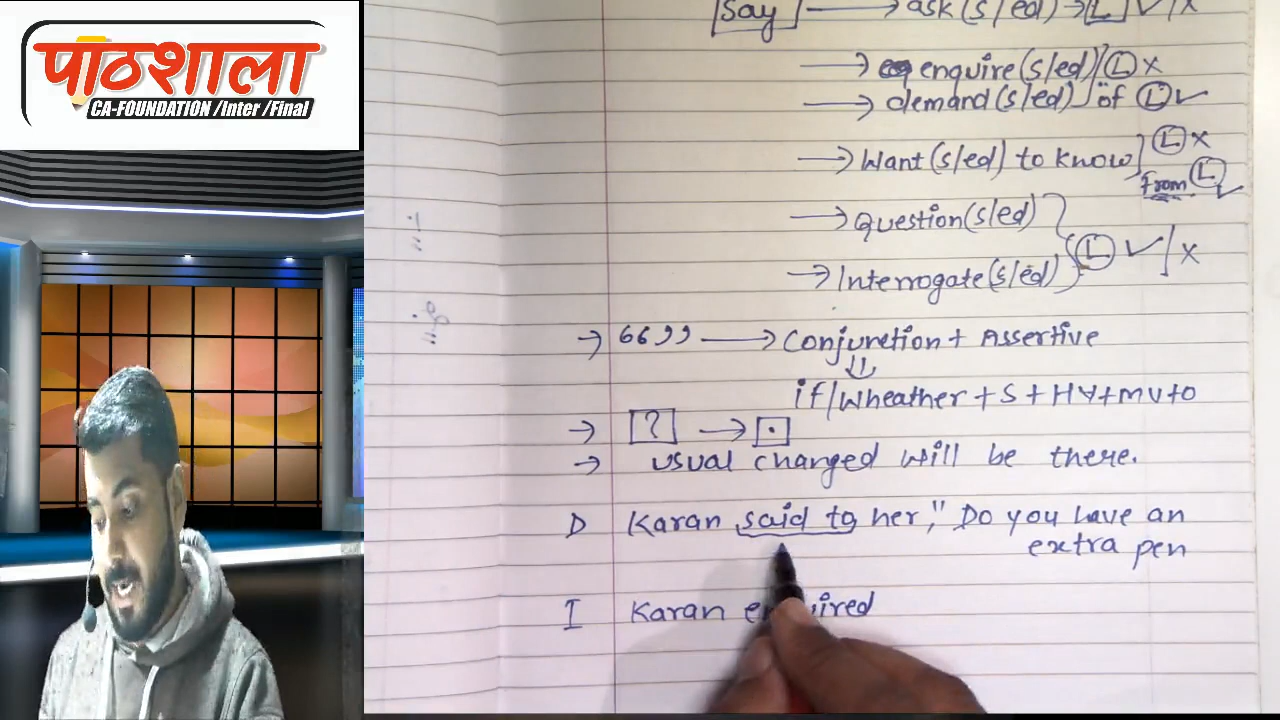 पाठशाला
CA-FOUNDATION /Inter /Final
Say → ask (s/ed) → L ✓/×
→ enquire (s/ed) / L ×
→ demand (s/ed) of L ✓
→ Want (s/ed) to know L ×
From L ✓
→ Question (s/ed)
L ✓/×
→ Interrogate (s/ed)
→ 66 99 → Conjunction + Assertive
⇓
if/wheather + S + HV + mv + o
→ ? → .
→ usual changed will be there.
D Karan said to her," Do you have an
extra pen
I Karan enquired